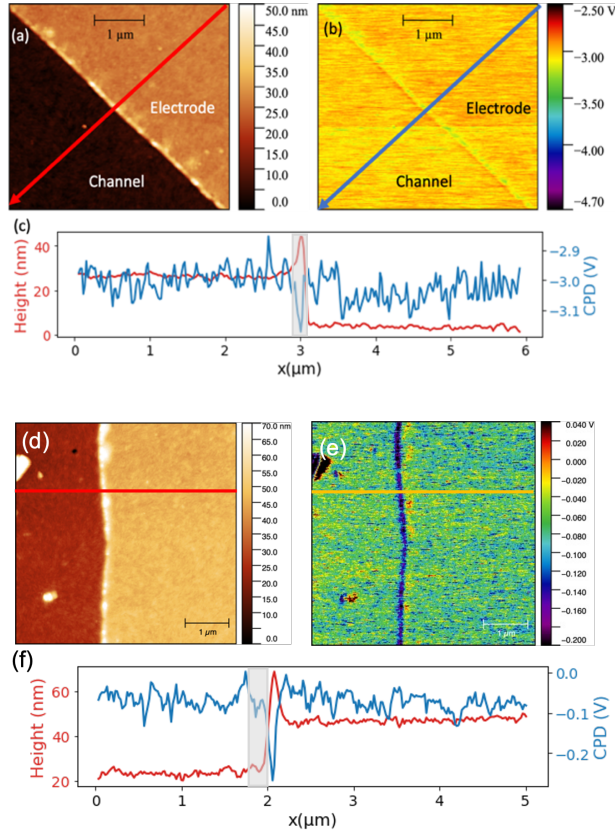 (a)
1 μm
Electrode
Channel
50.0 nm
45.0
40.0
35.0
30.0
25.0
20.0
15.0
10.0
0.0
(b)
1 μm
Electrode
Channel
−2.50 V
−3.00
−3.50
−4.00
−4.70
(c)
Height (nm)
40
20
0
0
1
2
3
4
5
6
x(μm)
−2.9
−3.0
−3.1
CPD (V)
(d)
1 μm
70.0 nm
65.0
60.0
55.0
50.0
45.0
40.0
35.0
30.0
25.0
20.0
15.0
10.0
0.0
(e)
1 μm
0.040 V
0.000
-0.020
-0.040
-0.060
-0.080
-0.100
-0.120
-0.140
-0.160
-0.200
(f)
Height (nm)
60
40
20
0
1
2
3
4
5
x(μm)
0.0
−0.1
−0.2
CPD (V)